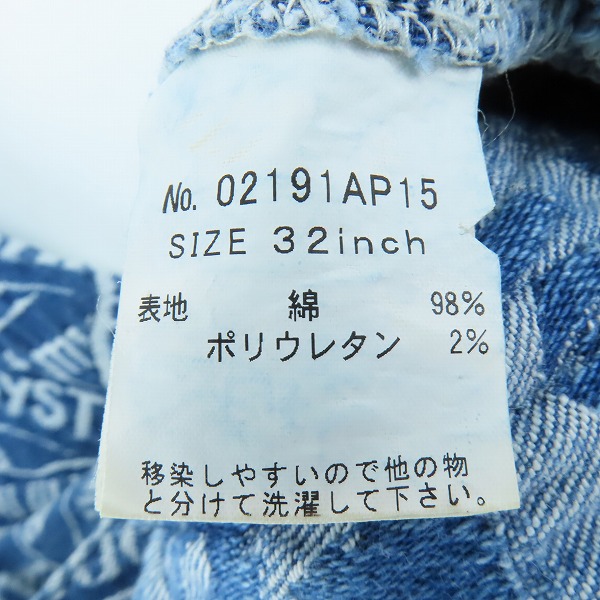 No. 02191AP15
SIZE 32inch
表地 綿 98%
ポリウレタン 2%
移染しやすいので他の物
と分けて洗濯して下さい。